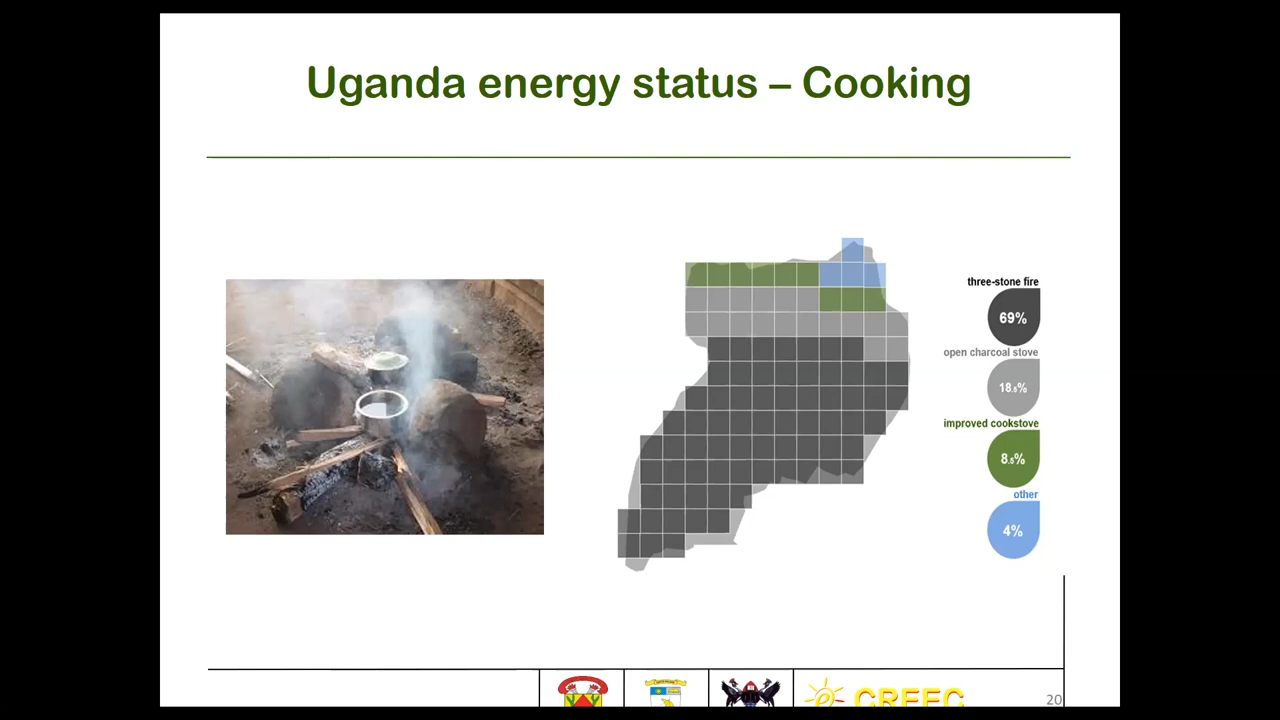 Uganda energy status – Cooking
three-stone fire
69%
open charcoal stove
18.5%
improved cookstove
8.5%
other
4%
CREEC
20